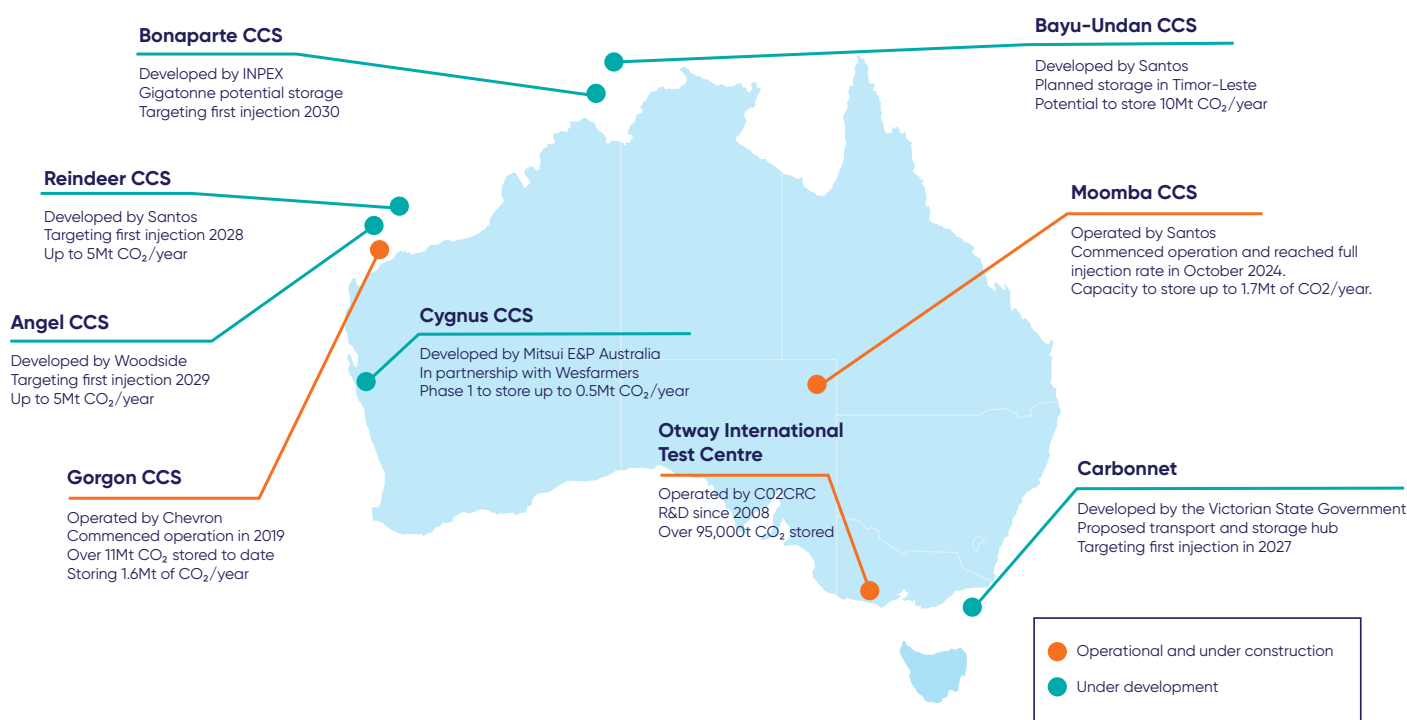 Bonaparte CCS
Developed by INPEX
Gigatonne potential storage
Targeting first injection 2030
Bayu-Undan CCS
Developed by Santos
Planned storage in Timor-Leste
Potential to store 10Mt CO₂/year
Reindeer CCS
Developed by Santos
Targeting first injection 2028
Up to 5Mt CO₂/year
Moomba CCS
Operated by Santos
Commenced operation and reached full
injection rate in October 2024.
Capacity to store up to 1.7Mt of CO2/year.
Angel CCS
Developed by Woodside
Targeting first injection 2029
Up to 5Mt CO₂/year
Cygnus CCS
Developed by Mitsui E&P Australia
In partnership with Wesfarmers
Phase 1 to store up to 0.5Mt CO₂/year
Otway International
Test Centre
Operated by C02CRC
R&D since 2008
Over 95,000t CO₂ stored
Gorgon CCS
Operated by Chevron
Commenced operation in 2019
Over 11Mt CO₂ stored to date
Storing 1.6Mt of CO₂/year
Carbonnet
Developed by the Victorian State Government
Proposed transport and storage hub
Targeting first injection in 2027
Operational and under construction
Under development